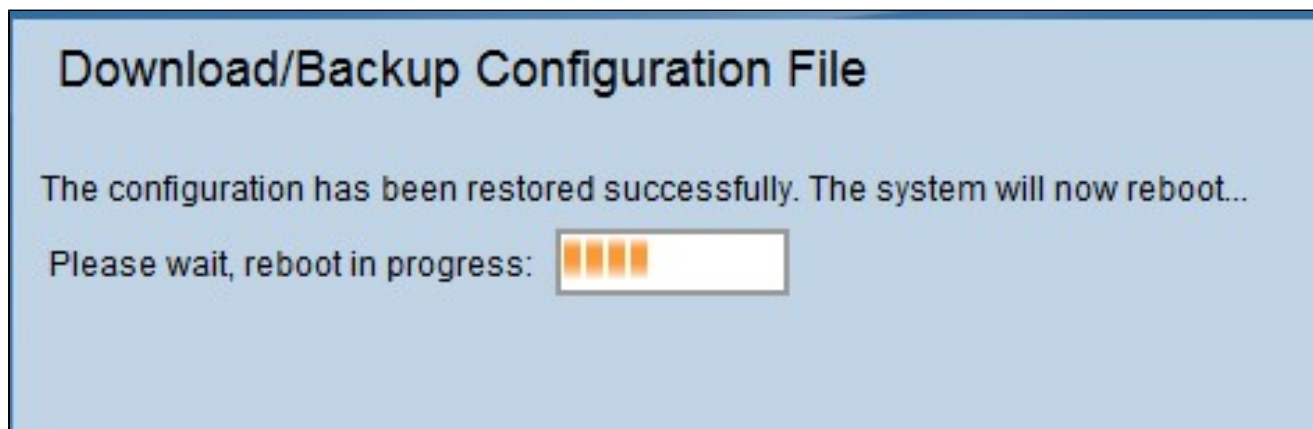 Download/Backup Configuration File
The configuration has been restored successfully. The system will now reboot...
Please wait, reboot in progress: